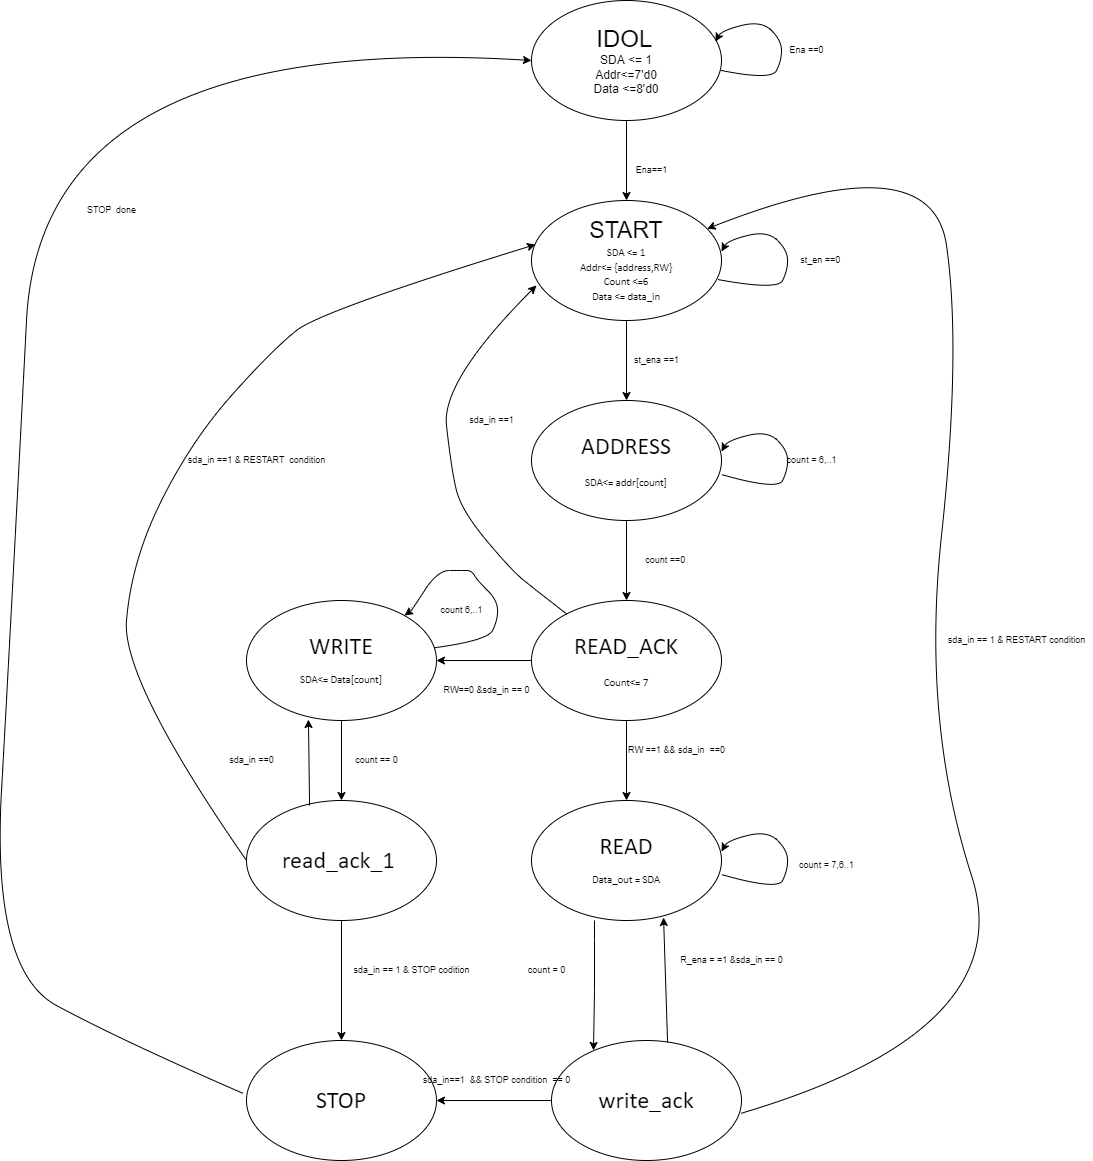 IDOL
SDA <= 1
Addr<=7'd0
Data <=8'd0
Ena ==0
Ena==1
STOP  done
START
SDA <= 1
Addr<= {address,RW}
Count <=6
Data <= data_in
st_en ==0
st_ena ==1
sda_in ==1
ADDRESS
SDA<= addr[count]
count = 6,..1
sda_in ==1 & RESTART  condition
count ==0
count 6,..1
WRITE
SDA<= Data[count]
READ_ACK
Count<= 7
sda_in == 1 & RESTART condition
RW==0 &sda_in == 0
sda_in ==0
count == 0
RW ==1 && sda_in  ==0
read_ack_1
READ
Data_out = SDA
count = 7,6..1
sda_in == 1 & STOP codition
count = 0
R_ena = =1 &sda_in == 0
sda_in==1  && STOP condition  == 0
STOP
write_ack